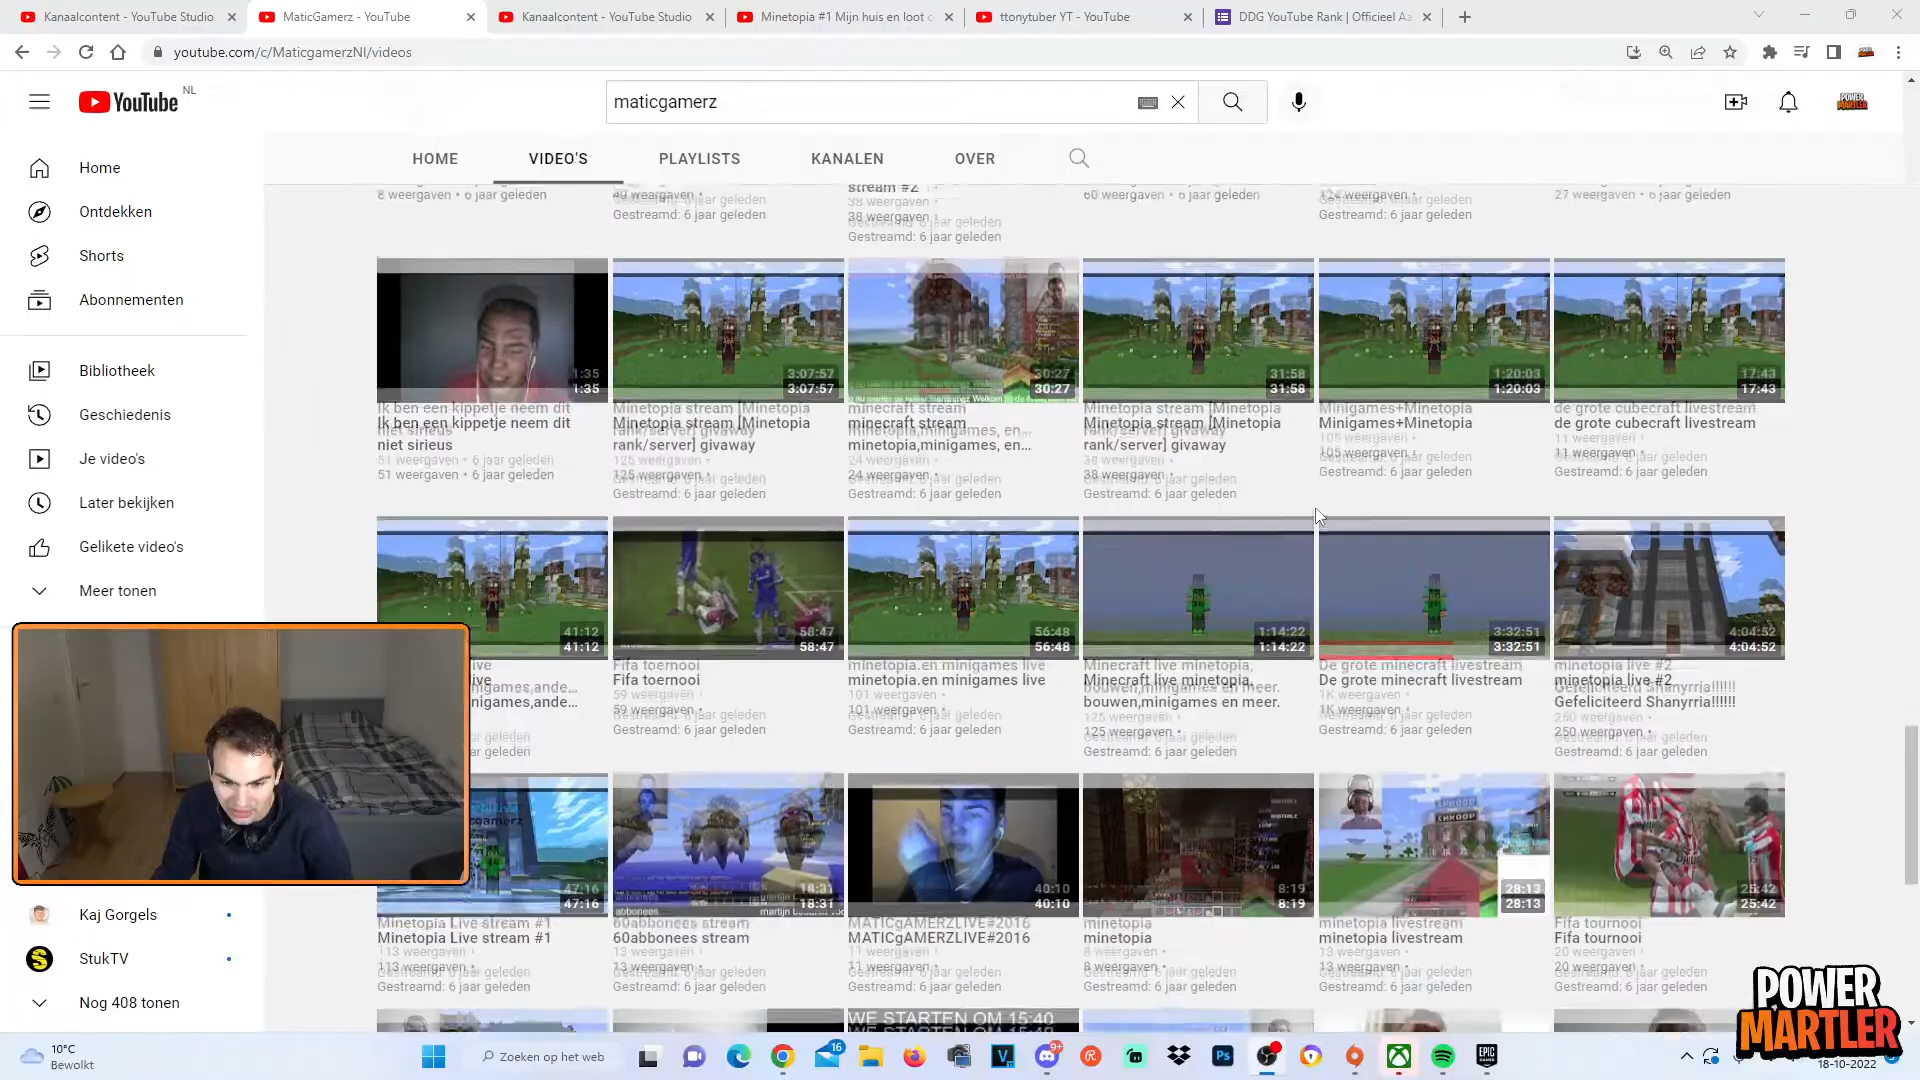 Kanaalcontent - YouTube Studio
MaticGamerz - YouTube
Kanaalcontent - YouTube Studio
Minetopia #1 Mijn huis en loot
ttonytuber YT - YouTube
DDG YouTube Rank | Officieel
youtube.com/c/MaticgamerzNl/videos
YouTube NL
maticgamerz
HOME
VIDEO'S
PLAYLISTS
KANALEN
OVER
Home
Ontdekken
Shorts
Abonnementen
Bibliotheek
Geschiedenis
Je video's
Later bekijken
Gelikete video's
Meer tonen
Kaj Gorgels
StukTV
Nog 408 tonen
8 weergaven • 6 jaar geleden
Gestreamd: 6 jaar geleden
stream #2
38 weergaven •
Gestreamd: 6 jaar geleden
60 weergaven • 6 jaar geleden
Gestreamd: 6 jaar geleden
27 weergaven • 6 jaar geleden
1:35
3:07:57
30:27
31:58
1:20:03
17:43
Ik ben een kippetje neem dit
niet sirieus
51 weergaven • 6 jaar geleden
Minetopia stream [Minetopia
rank/server] givaway
125 weergaven •
Gestreamd: 6 jaar geleden
minecraft stream
minetopia,minigames, en...
24 weergaven •
Gestreamd: 6 jaar geleden
Minetopia stream [Minetopia
rank/server] givaway
38 weergaven •
Gestreamd: 6 jaar geleden
Minigames+Minetopia
105 weergaven •
Gestreamd: 6 jaar geleden
de grote cubecraft livestream
11 weergaven •
Gestreamd: 6 jaar geleden
41:12
58:47
56:48
1:14:22
3:32:51
4:04:52
ive
nigames,ande...
ar geleden
Fifa toernooi
59 weergaven •
Gestreamd: 6 jaar geleden
minetopia.en minigames live
101 weergaven •
Gestreamd: 6 jaar geleden
Minecraft live minetopia,
bouwen,minigames en meer.
125 weergaven •
Gestreamd: 6 jaar geleden
De grote minecraft livestream
1K weergaven •
Gestreamd: 6 jaar geleden
minetopia live #2
Gefeliciteerd Shanyrria!!!!!!
250 weergaven •
Gestreamd: 6 jaar geleden
47:16
18:31
40:10
8:19
28:13
25:42
Minetopia Live stream #1
113 weergaven •
Gestreamd: 6 jaar geleden
60abbonees stream
13 weergaven •
Gestreamd: 6 jaar geleden
MATICgAMERZLIVE#2016
11 weergaven •
Gestreamd: 6 jaar geleden
minetopia
8 weergaven •
Gestreamd: 6 jaar geleden
minetopia livestream
13 weergaven •
Gestreamd: 6 jaar geleden
Fifa tournooi
20 weergaven •
Gestreamd: 6 jaar geleden
WE STARTEN OM 15:40
POWER
MARTLER
10°C
Bewolkt
Zoeken op het web
16
9+
EPIC
18-10-2022